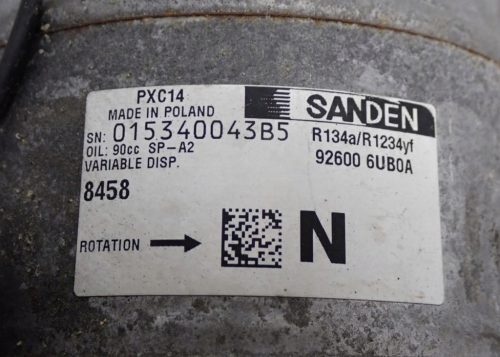 PXC14
MADE IN POLAND
SANDEN
SN: 015340043B5
R134a/R1234yf
OIL: 90cc SP-A2
92600 6UB0A
VARIABLE DISP.
8458
ROTATION
N